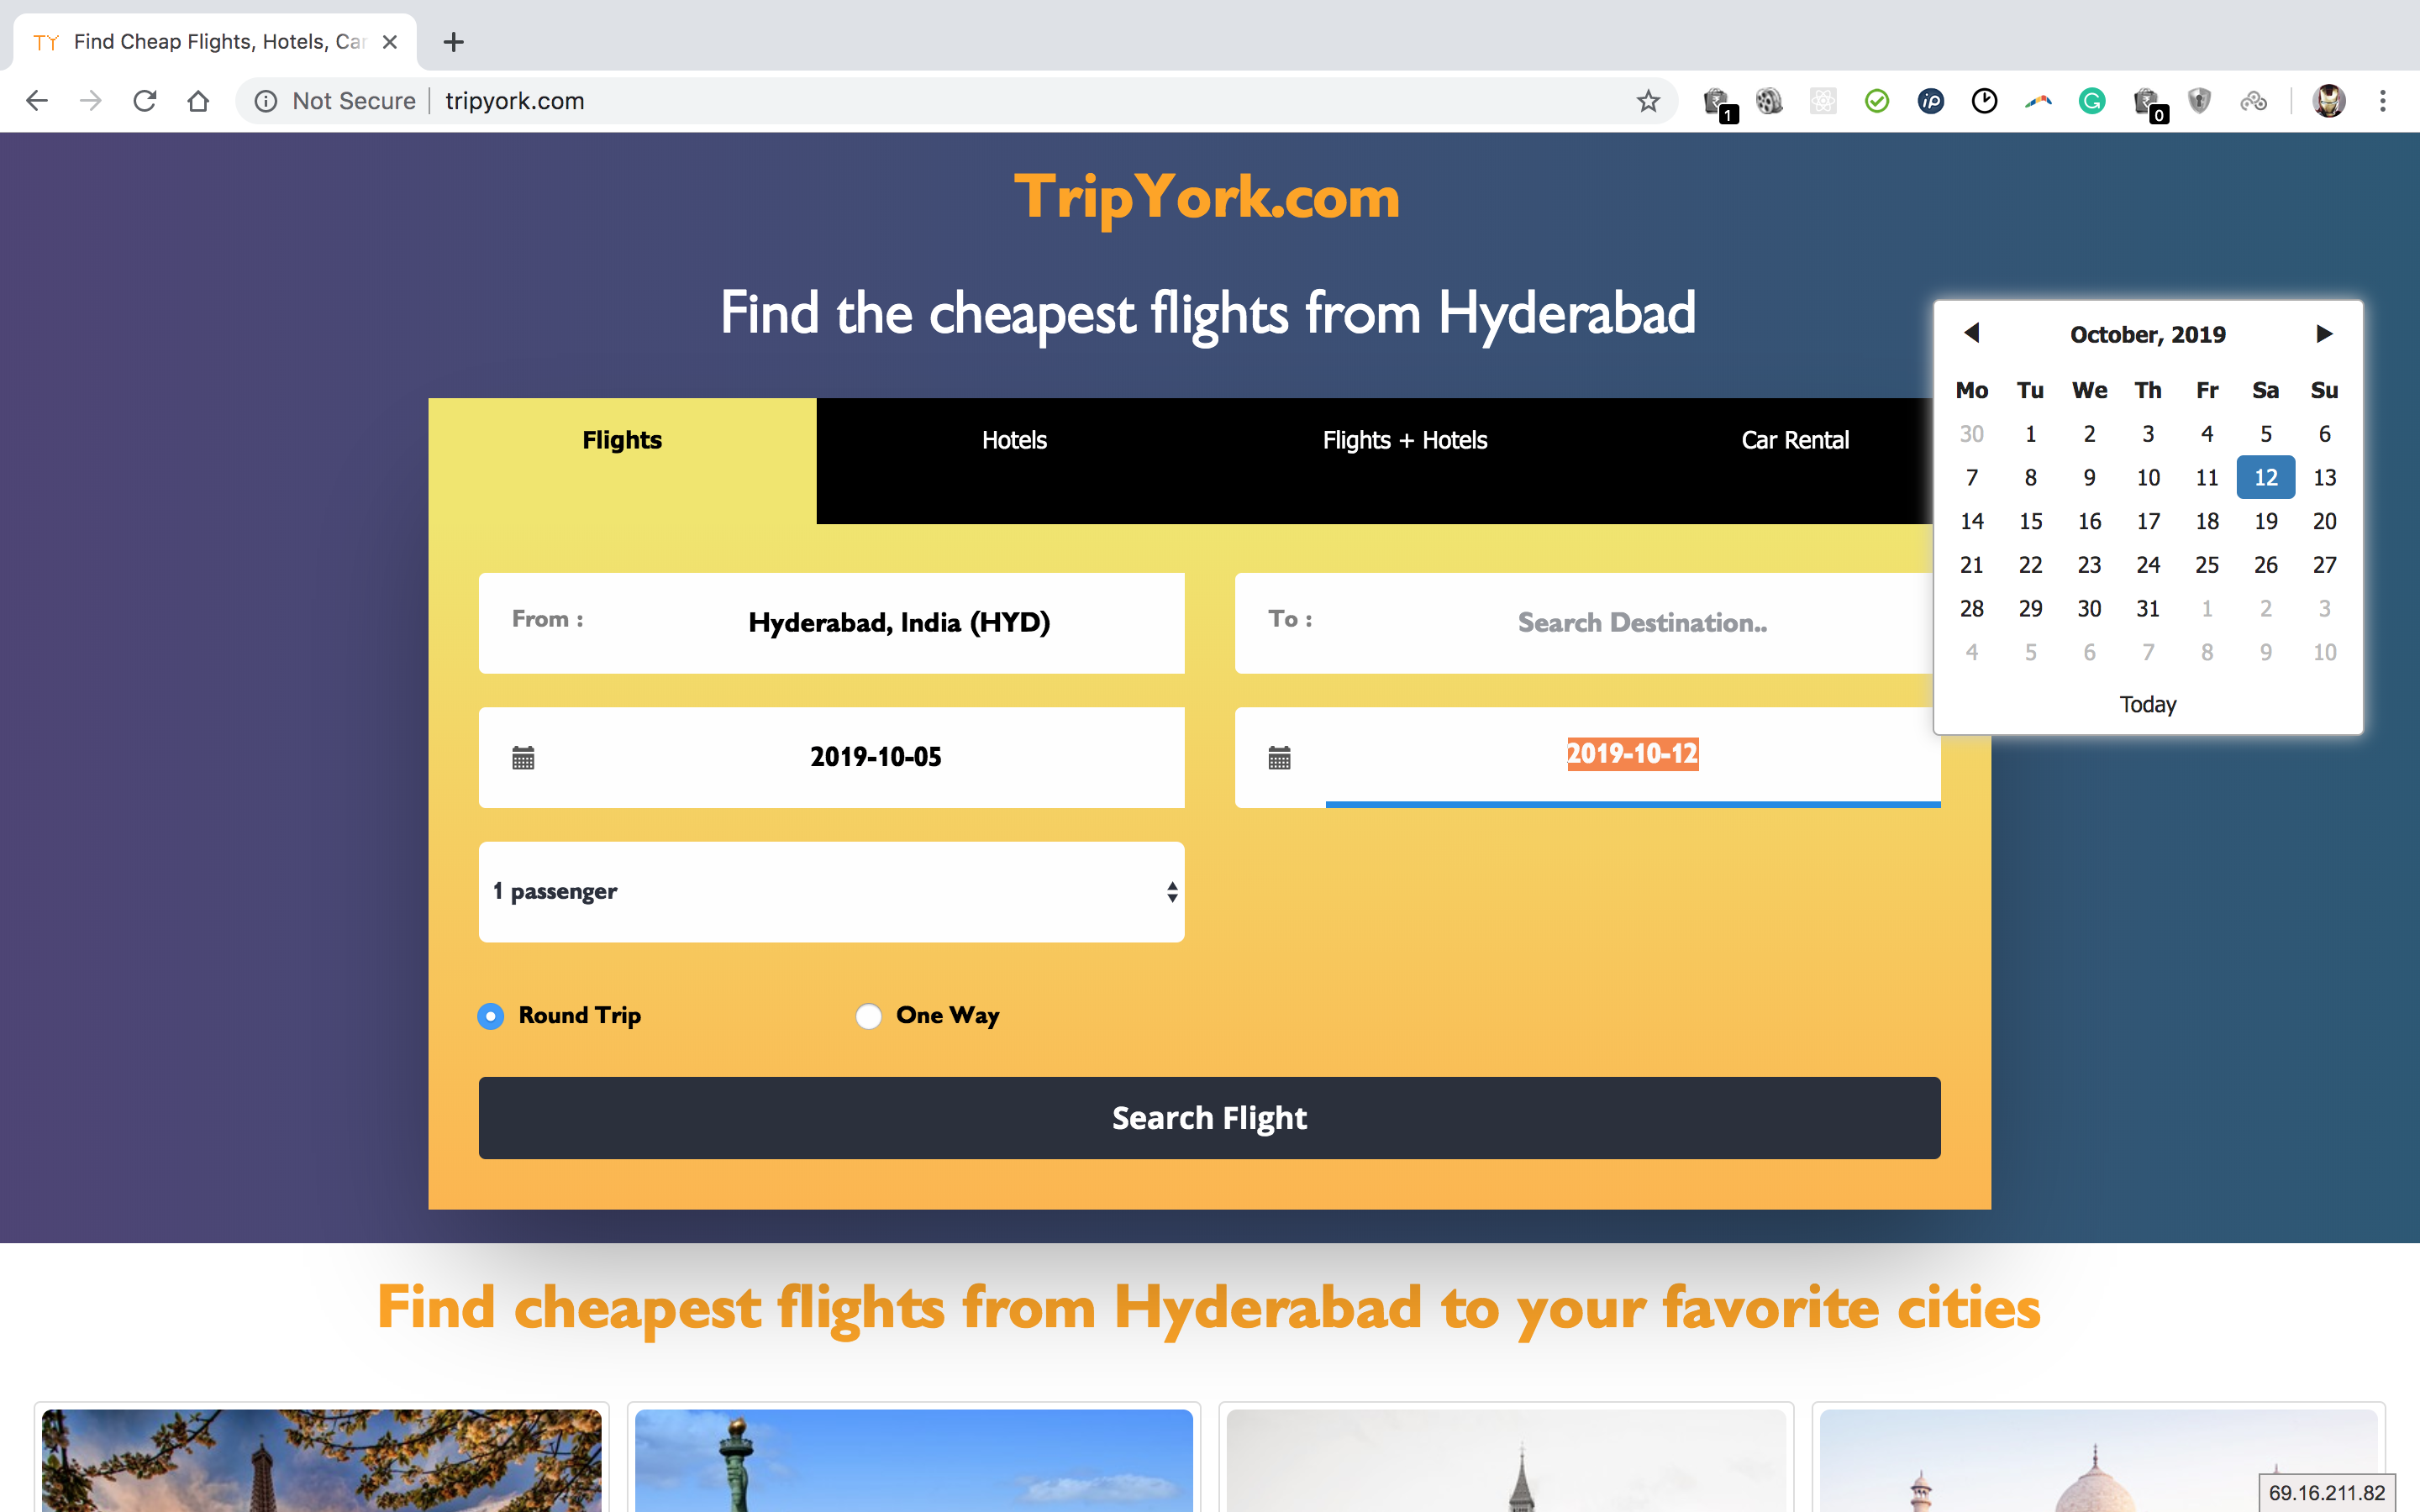 TY Find Cheap Flights, Hotels, Car
Not Secure tripyork.com
1
0
TripYork.com
Find the cheapest flights from Hyderabad
Flights Hotels Flights + Hotels Car Rental
From : Hyderabad, India (HYD) To : Search Destination..
2019-10-05 2019-10-12
1 passenger
Round Trip One Way
Search Flight
October, 2019
Mo Tu We Th Fr Sa Su
30 1 2 3 4 5 6
7 8 9 10 11 12 13
14 15 16 17 18 19 20
21 22 23 24 25 26 27
28 29 30 31 1 2 3
4 5 6 7 8 9 10
Today
Find cheapest flights from Hyderabad to your favorite cities
69.16.211.82